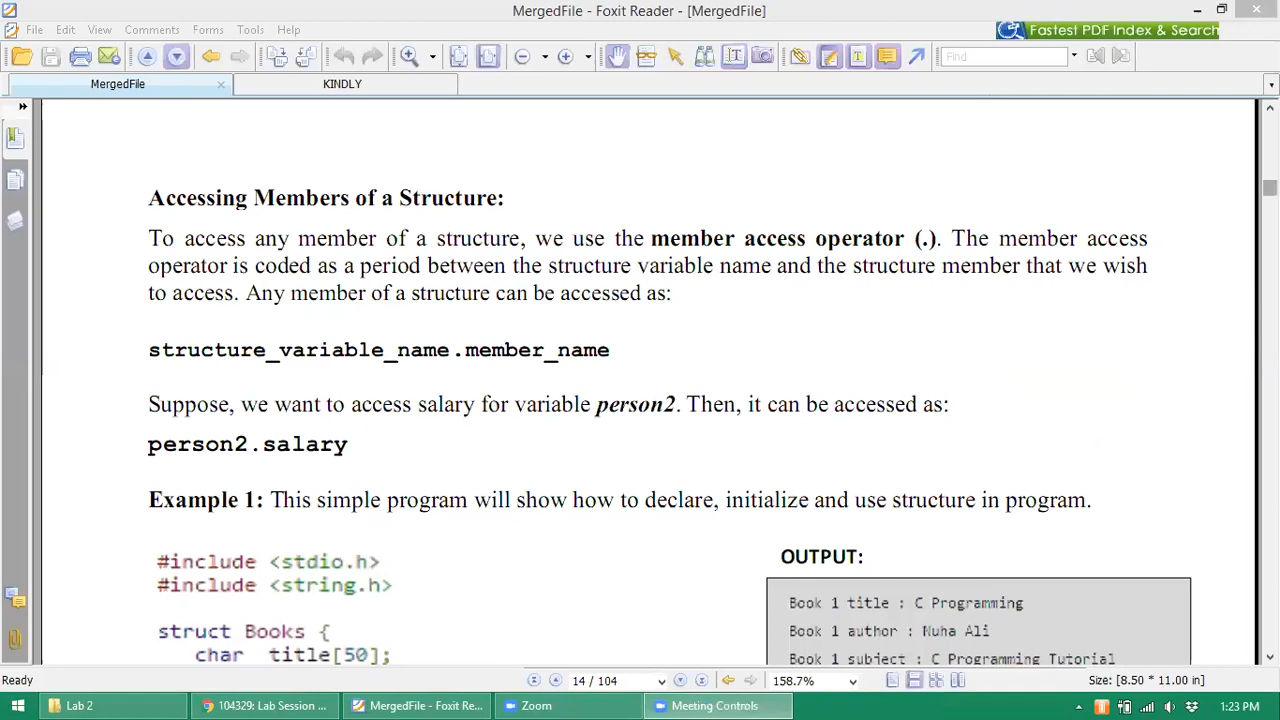 MergedFile - Foxit Reader - [MergedFile]
File Edit View Comments Forms Tools Help
Fastest PDF Index & Search
Find
MergedFile
KINDLY
Accessing Members of a Structure:
To access any member of a structure, we use the member access operator (.). The member access
operator is coded as a period between the structure variable name and the structure member that we wish
to access. Any member of a structure can be accessed as:
structure_variable_name.member_name
Suppose, we want to access salary for variable person2. Then, it can be accessed as:
person2.salary
Example 1: This simple program will show how to declare, initialize and use structure in program.
#include <stdio.h>
#include <string.h>
struct Books {
char title[50];
OUTPUT:
Book 1 title : C Programming
Book 1 author : Nuha Ali
Book 1 subject : C Programming Tutorial
Ready
14 / 104
158.7%
Size: [8.50 * 11.00 in]
Lab 2
104329: Lab Session ...
MergedFile - Foxit R...
Zoom
Meeting Controls
1:23 PM